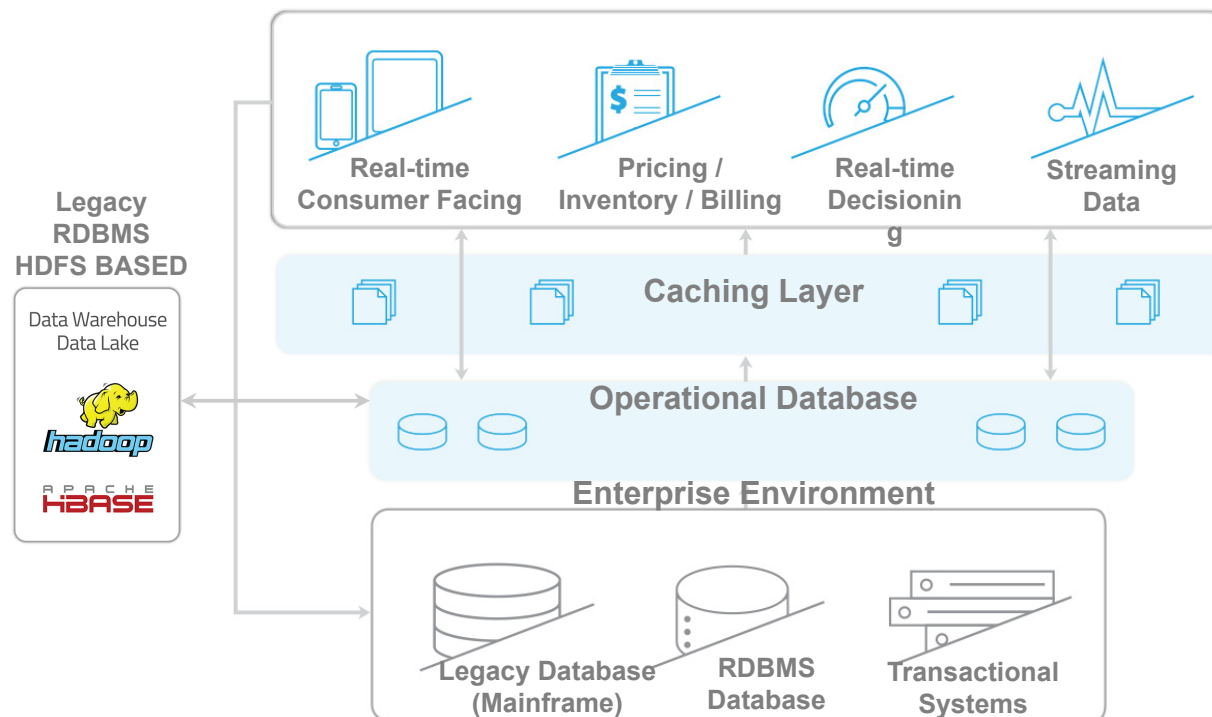 Real-time
Consumer Facing
Pricing /
Inventory / Billing
Real-time
Decisionin
g
Streaming
Data
Legacy
RDBMS
HDFS BASED
Data Warehouse
Data Lake
hadoop
APACHE
HBASE
$
Caching Layer
Operational Database
Enterprise Environment
Legacy Database
(Mainframe)
RDBMS
Database
Transactional
Systems